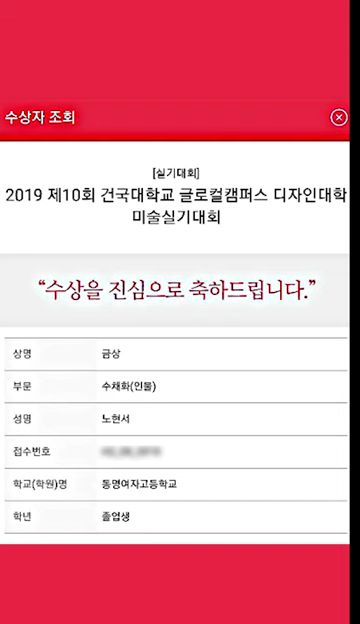 수상자 조회
[실기대회]
2019 제10회 건국대학교 글로컬캠퍼스 디자인대학
미술실기대회
“수상을 진심으로 축하드립니다.”
상명 금상
부문 수채화(인물)
성명 노현서
접수번호
학교(학원)명 동명여자고등학교
학년 졸업생